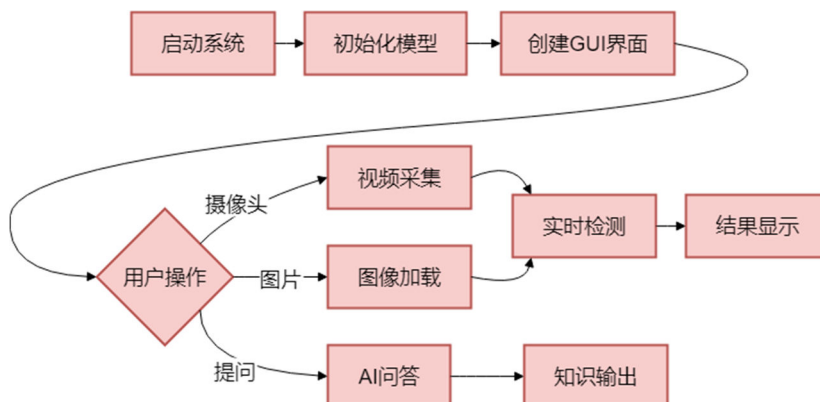 启动系统
初始化模型
创建GUI界面
用户操作
摄像头
视频采集
图片
图像加载
实时检测
结果显示
提问
AI问答
知识输出